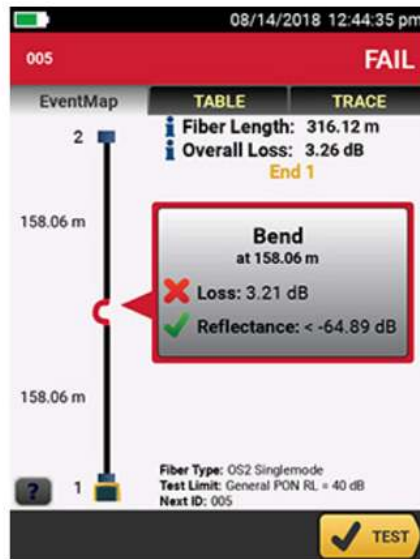 08/14/2018 12:44:35 pm
005 FAIL
EventMap TABLE TRACE
2
Fiber Length: 316.12 m
Overall Loss: 3.26 dB
End 1
158.06 m
Bend
at 158.06 m
Loss: 3.21 dB
Reflectance: < -64.89 dB
158.06 m
Fiber Type: OS2 Singlemode
Test Limit: General PON RL = 40 dB
Next ID: 005
? 1
TEST